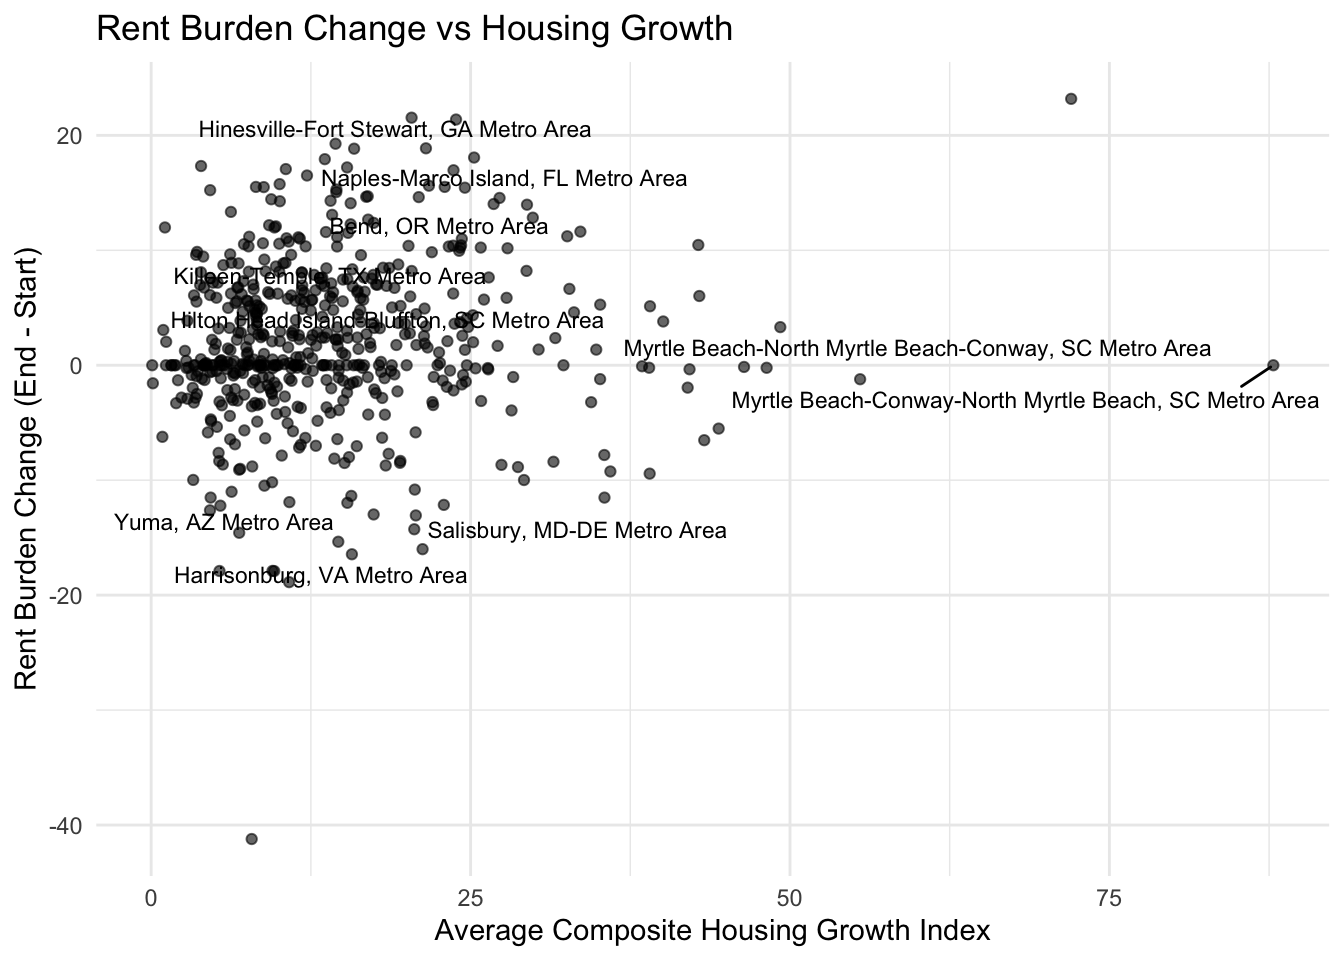 Rent Burden Change vs Housing Growth
Rent Burden Change (End - Start)
20
0
-20
-40
Hinesville-Fort Stewart, GA Metro Area
Naples-Marco Island, FL Metro Area
Bend, OR Metro Area
Killeen-Temple, TX Metro Area
Hilton Head Island-Bluffton, SC Metro Area
Myrtle Beach-North Myrtle Beach-Conway, SC Metro Area
Myrtle Beach-Conway-North Myrtle Beach, SC Metro Area
Yuma, AZ Metro Area
Salisbury, MD-DE Metro Area
Harrisonburg, VA Metro Area
0
25
50
75
Average Composite Housing Growth Index